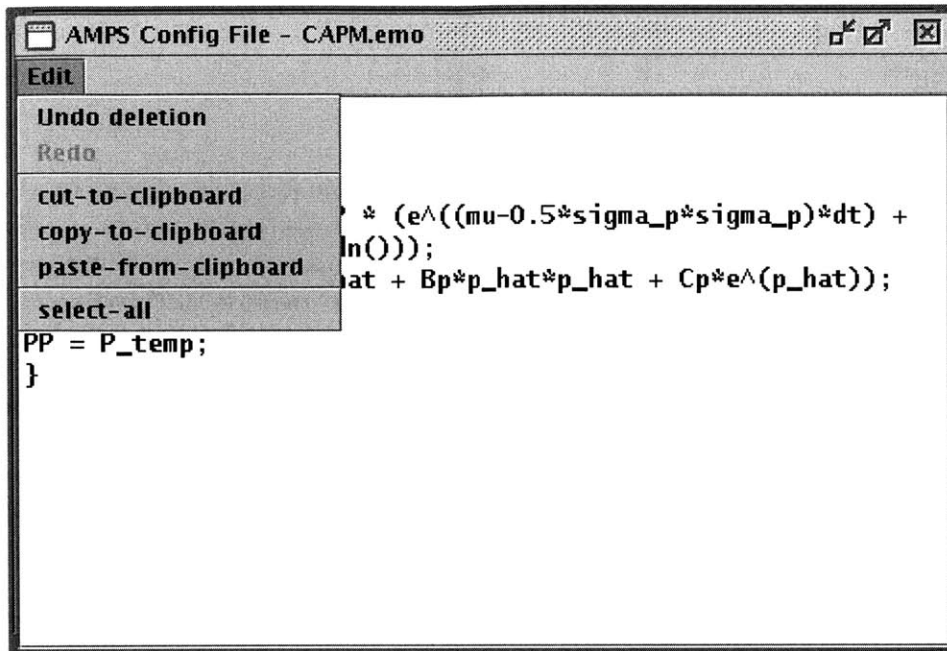 AMPS Config File - CAPM.emo
Edit
Undo deletion
Redo
cut-to-clipboard
* (e^((mu-0.5*sigma_p*sigma_p)*dt) +
copy-to-clipboard
ln()));
paste-from-clipboard
hat + Bp*p_hat*p_hat + Cp*e^(p_hat));
select-all
PP = P_temp;
}